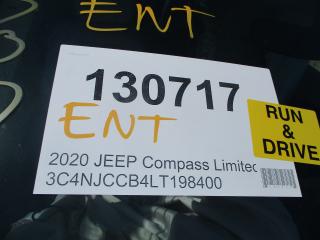 ENT
130717
ENT
RUN
&
DRIVE
2020 JEEP Compass Limited
3C4NJCCB4LT198400